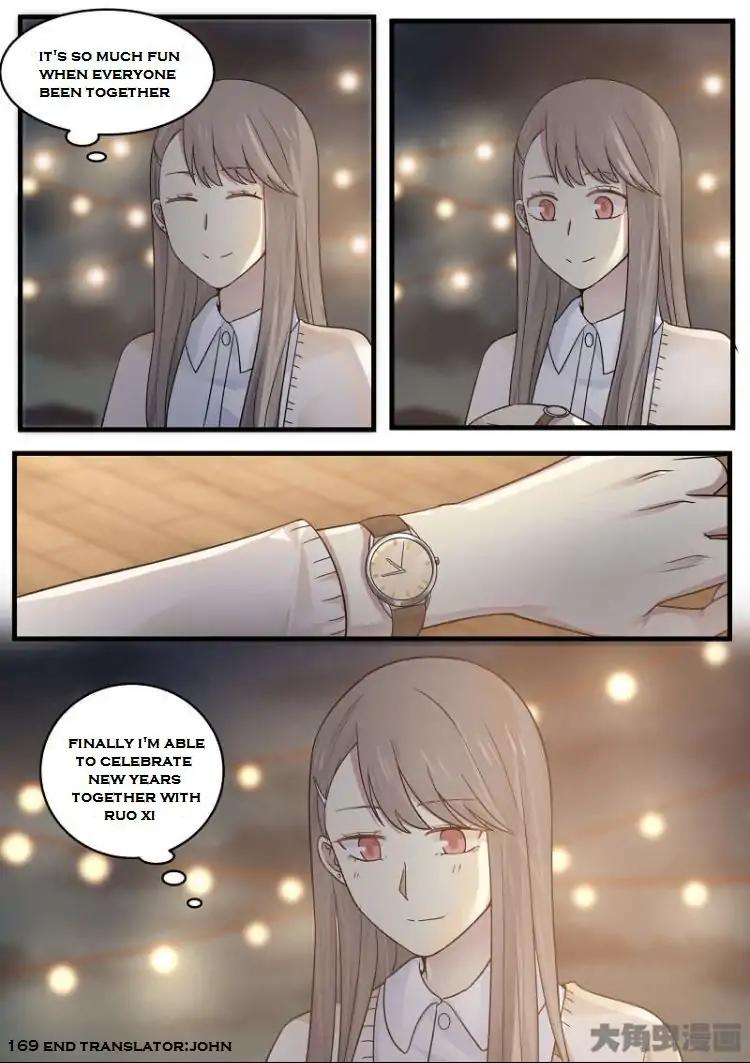 IT'S SO MUCH FUN
WHEN EVERYONE
BEEN TOGETHER
FINALLY I'M ABLE
TO CELEBRATE
NEW YEARS
TOGETHER WITH
RUO XI
169 END TRANSLATOR:JOHN
大角虫漫画